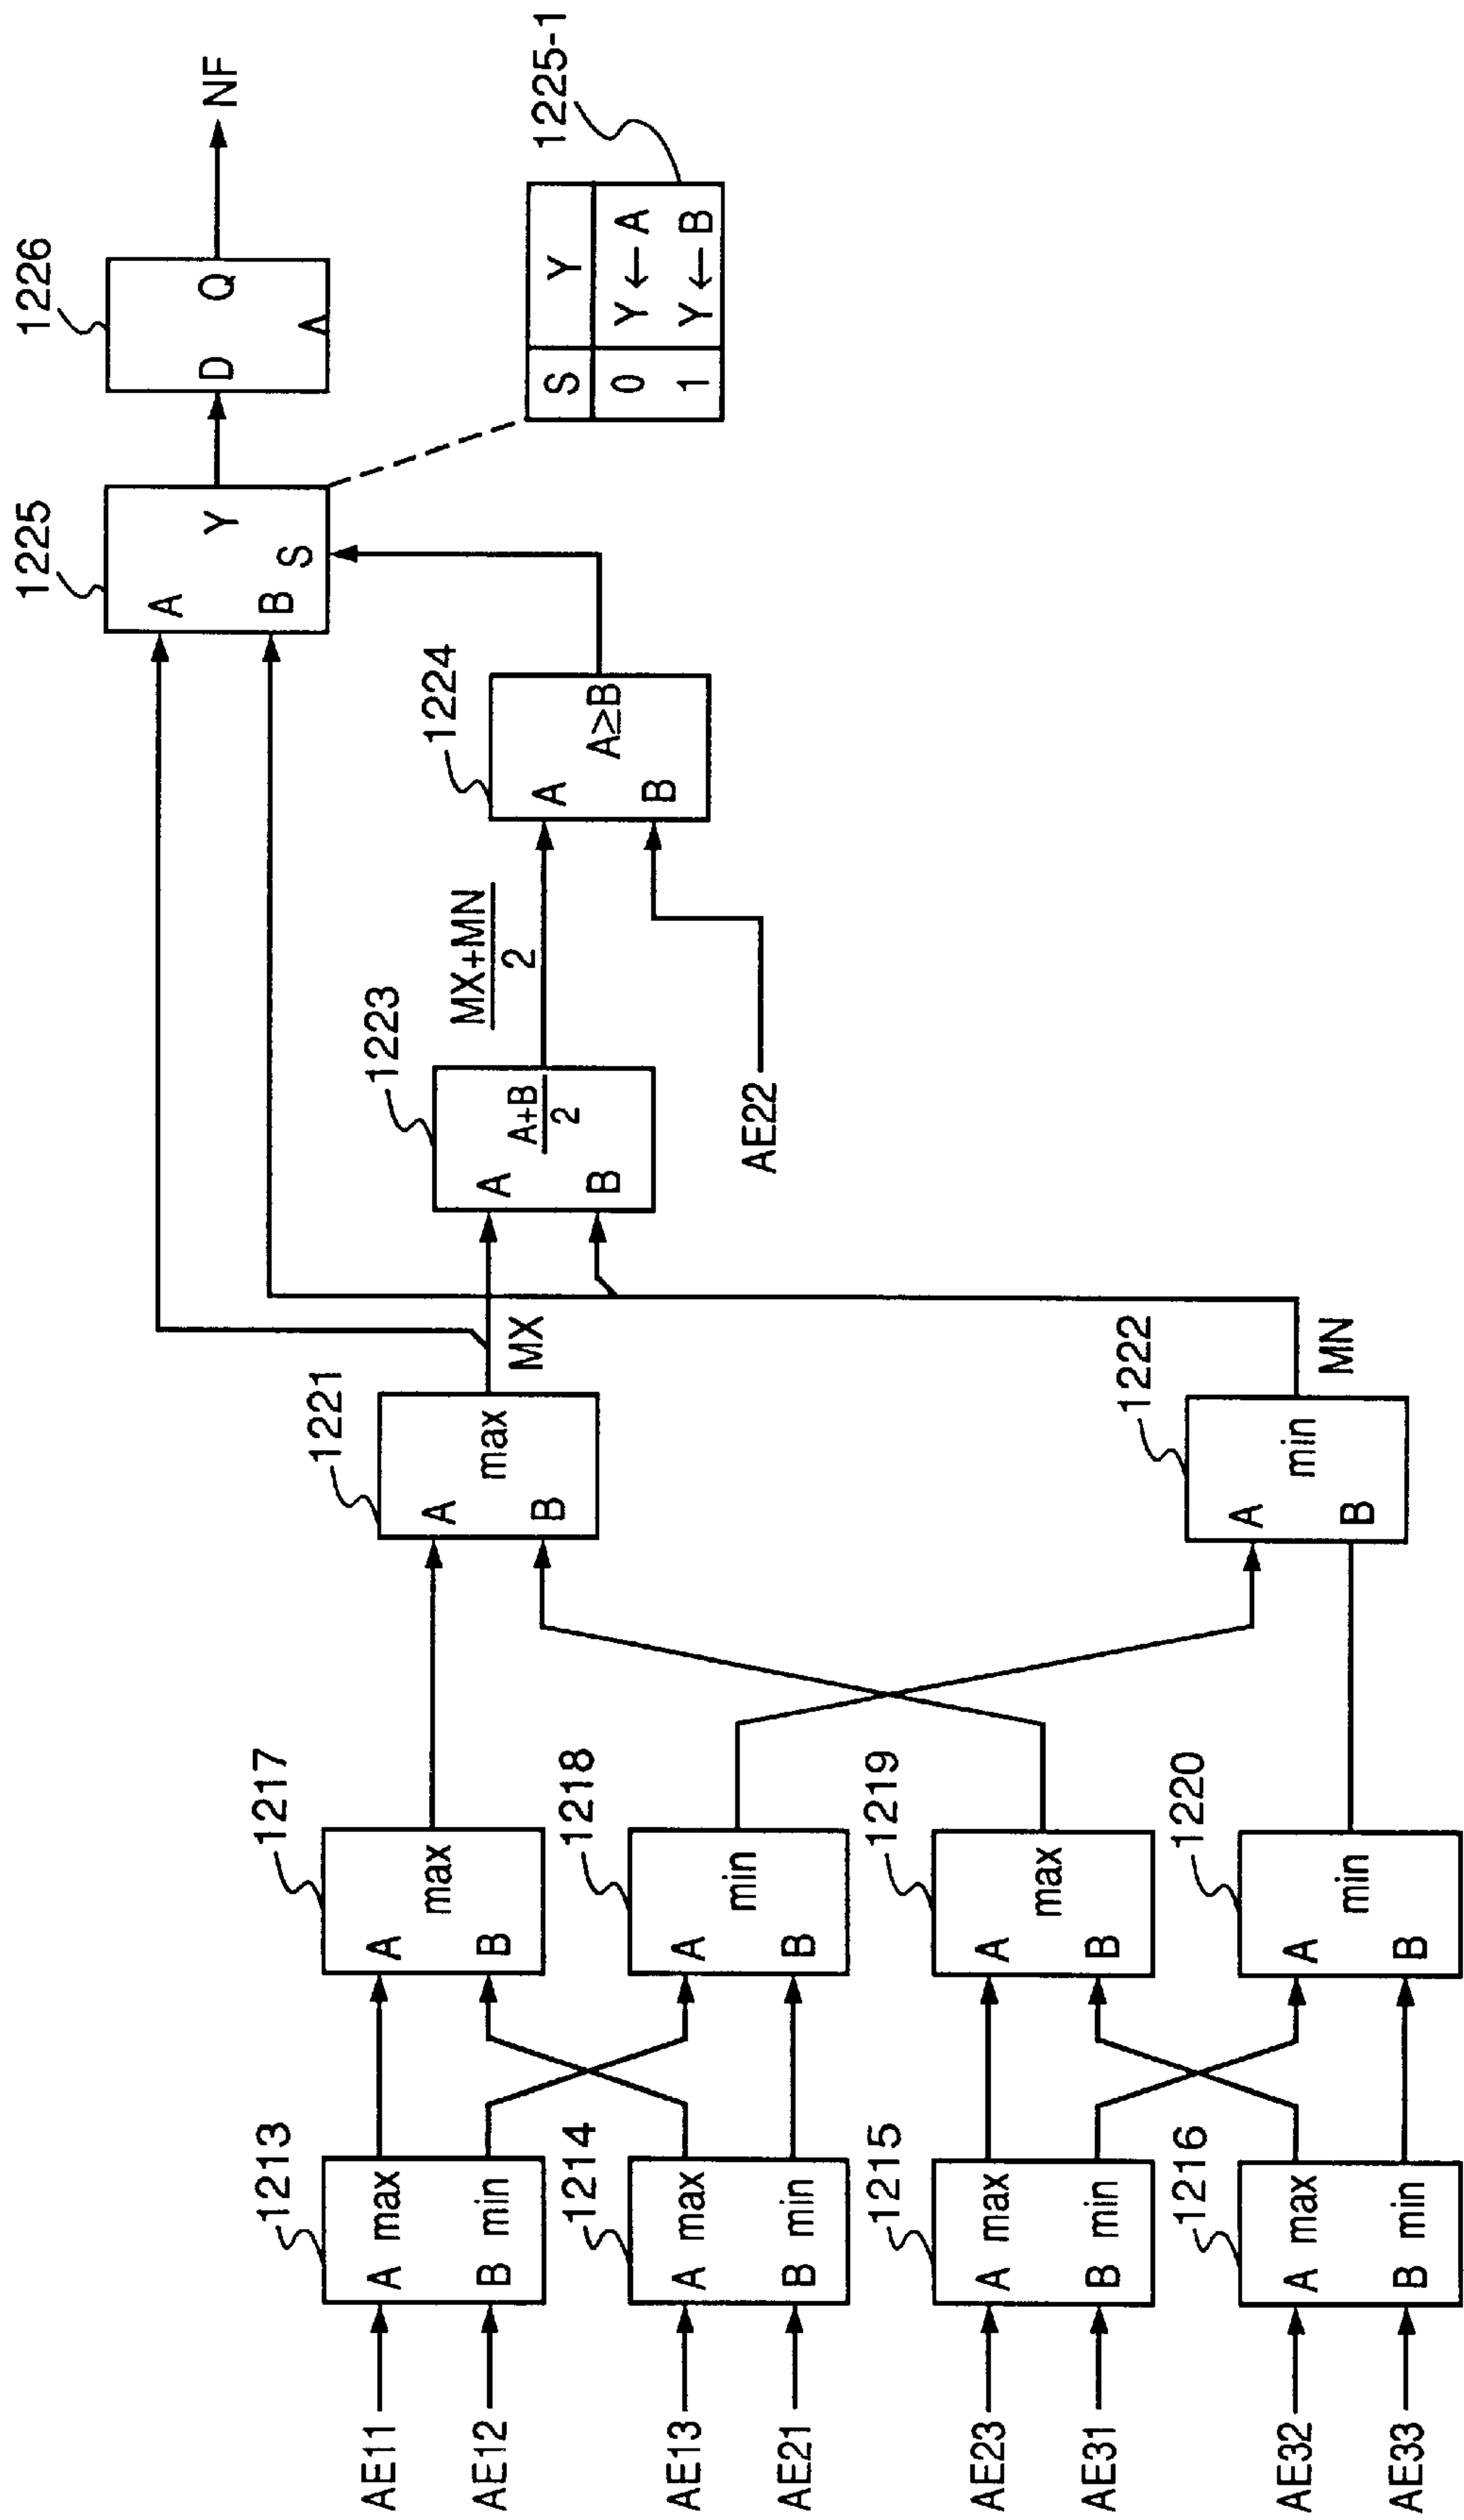 AE11
AE12
AE13
AE21
AE23
AE31
AE32
AE33
1213
A max
B min
1214
A max
B min
1215
A max
B min
1216
A max
B min
1217
A
max
B
1218
A
min
B
1219
A
max
B
1220
A
min
B
1221
A
max
B
MX
1222
A
min
B
MN
1223
A
A+B
2
B
MX+MN
2
AE22
1224
A
A≥B
B
1225
A
Y
B
S
1226
D Q
NF
1225-1
S Y
0 Y←A
1 Y←B